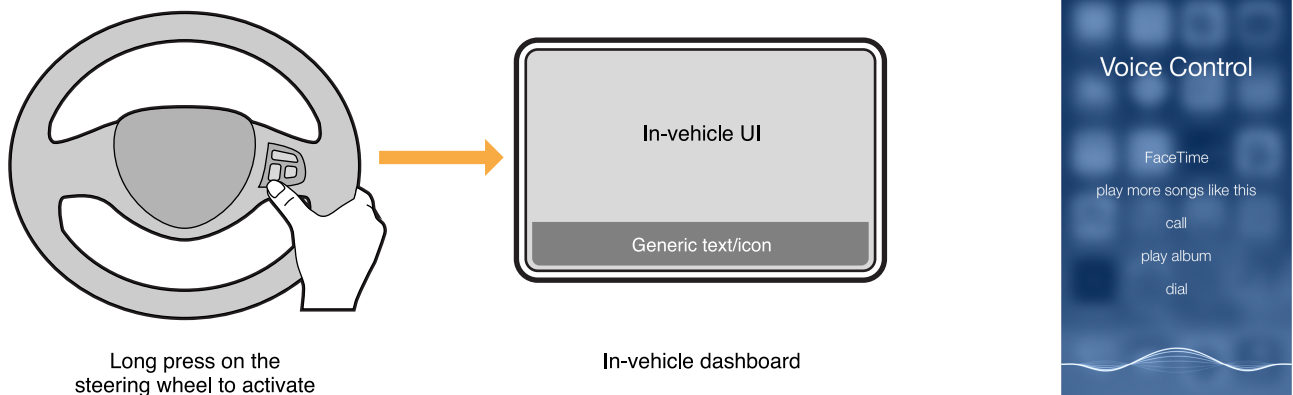 In-vehicle UI
Generic text/icon
Long press on the
steering wheel to activate
In-vehicle dashboard
Voice Control
FaceTime
play more songs like this
call
play album
dial